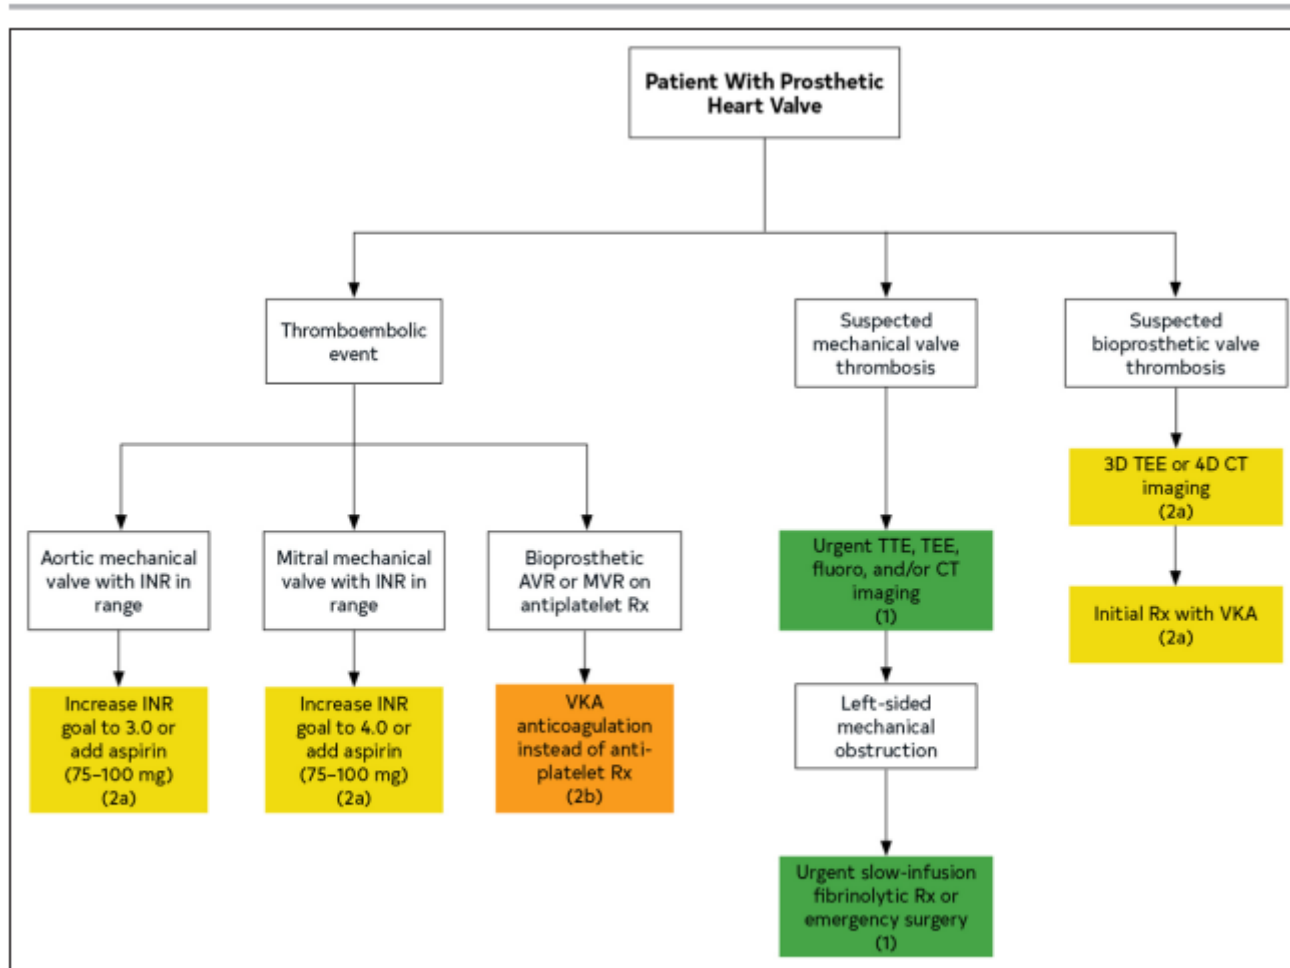 Patient With Prosthetic
Heart Valve
Thromboembolic
event
Suspected
mechanical valve
thrombosis
Suspected
bioprosthetic valve
thrombosis
3D TEE or 4D CT
imaging
(2a)
Initial Rx with VKA
(2a)
Aortic mechanical
valve with INR in
range
Mitral mechanical
valve with INR in
range
Bioprosthetic
AVR or MVR on
antiplatelet Rx
Urgent TTE, TEE,
fluoro, and/or CT
imaging
(1)
Increase INR
goal to 3.0 or
add aspirin
(75–100 mg)
(2a)
Increase INR
goal to 4.0 or
add aspirin
(75–100 mg)
(2a)
VKA
anticoagulation
instead of anti-
platelet Rx
(2b)
Left-sided
mechanical
obstruction
Urgent slow-infusion
fibrinolytic Rx or
emergency surgery
(1)